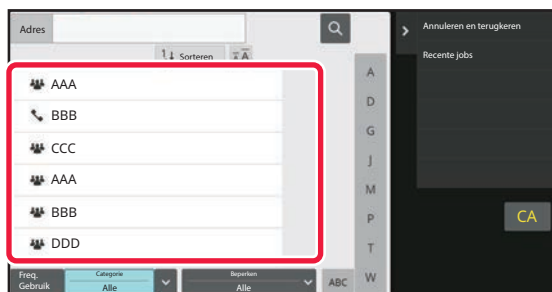 Adres
Annuleren en terugkeren
Sorteren
Recente jobs
AAA
BBB
CCC
AAA
BBB
DDD
A
D
G
J
M
P
T
W
CA
Freq.
Gebruik
Categorie
Alle
Beperken
Alle
ABC